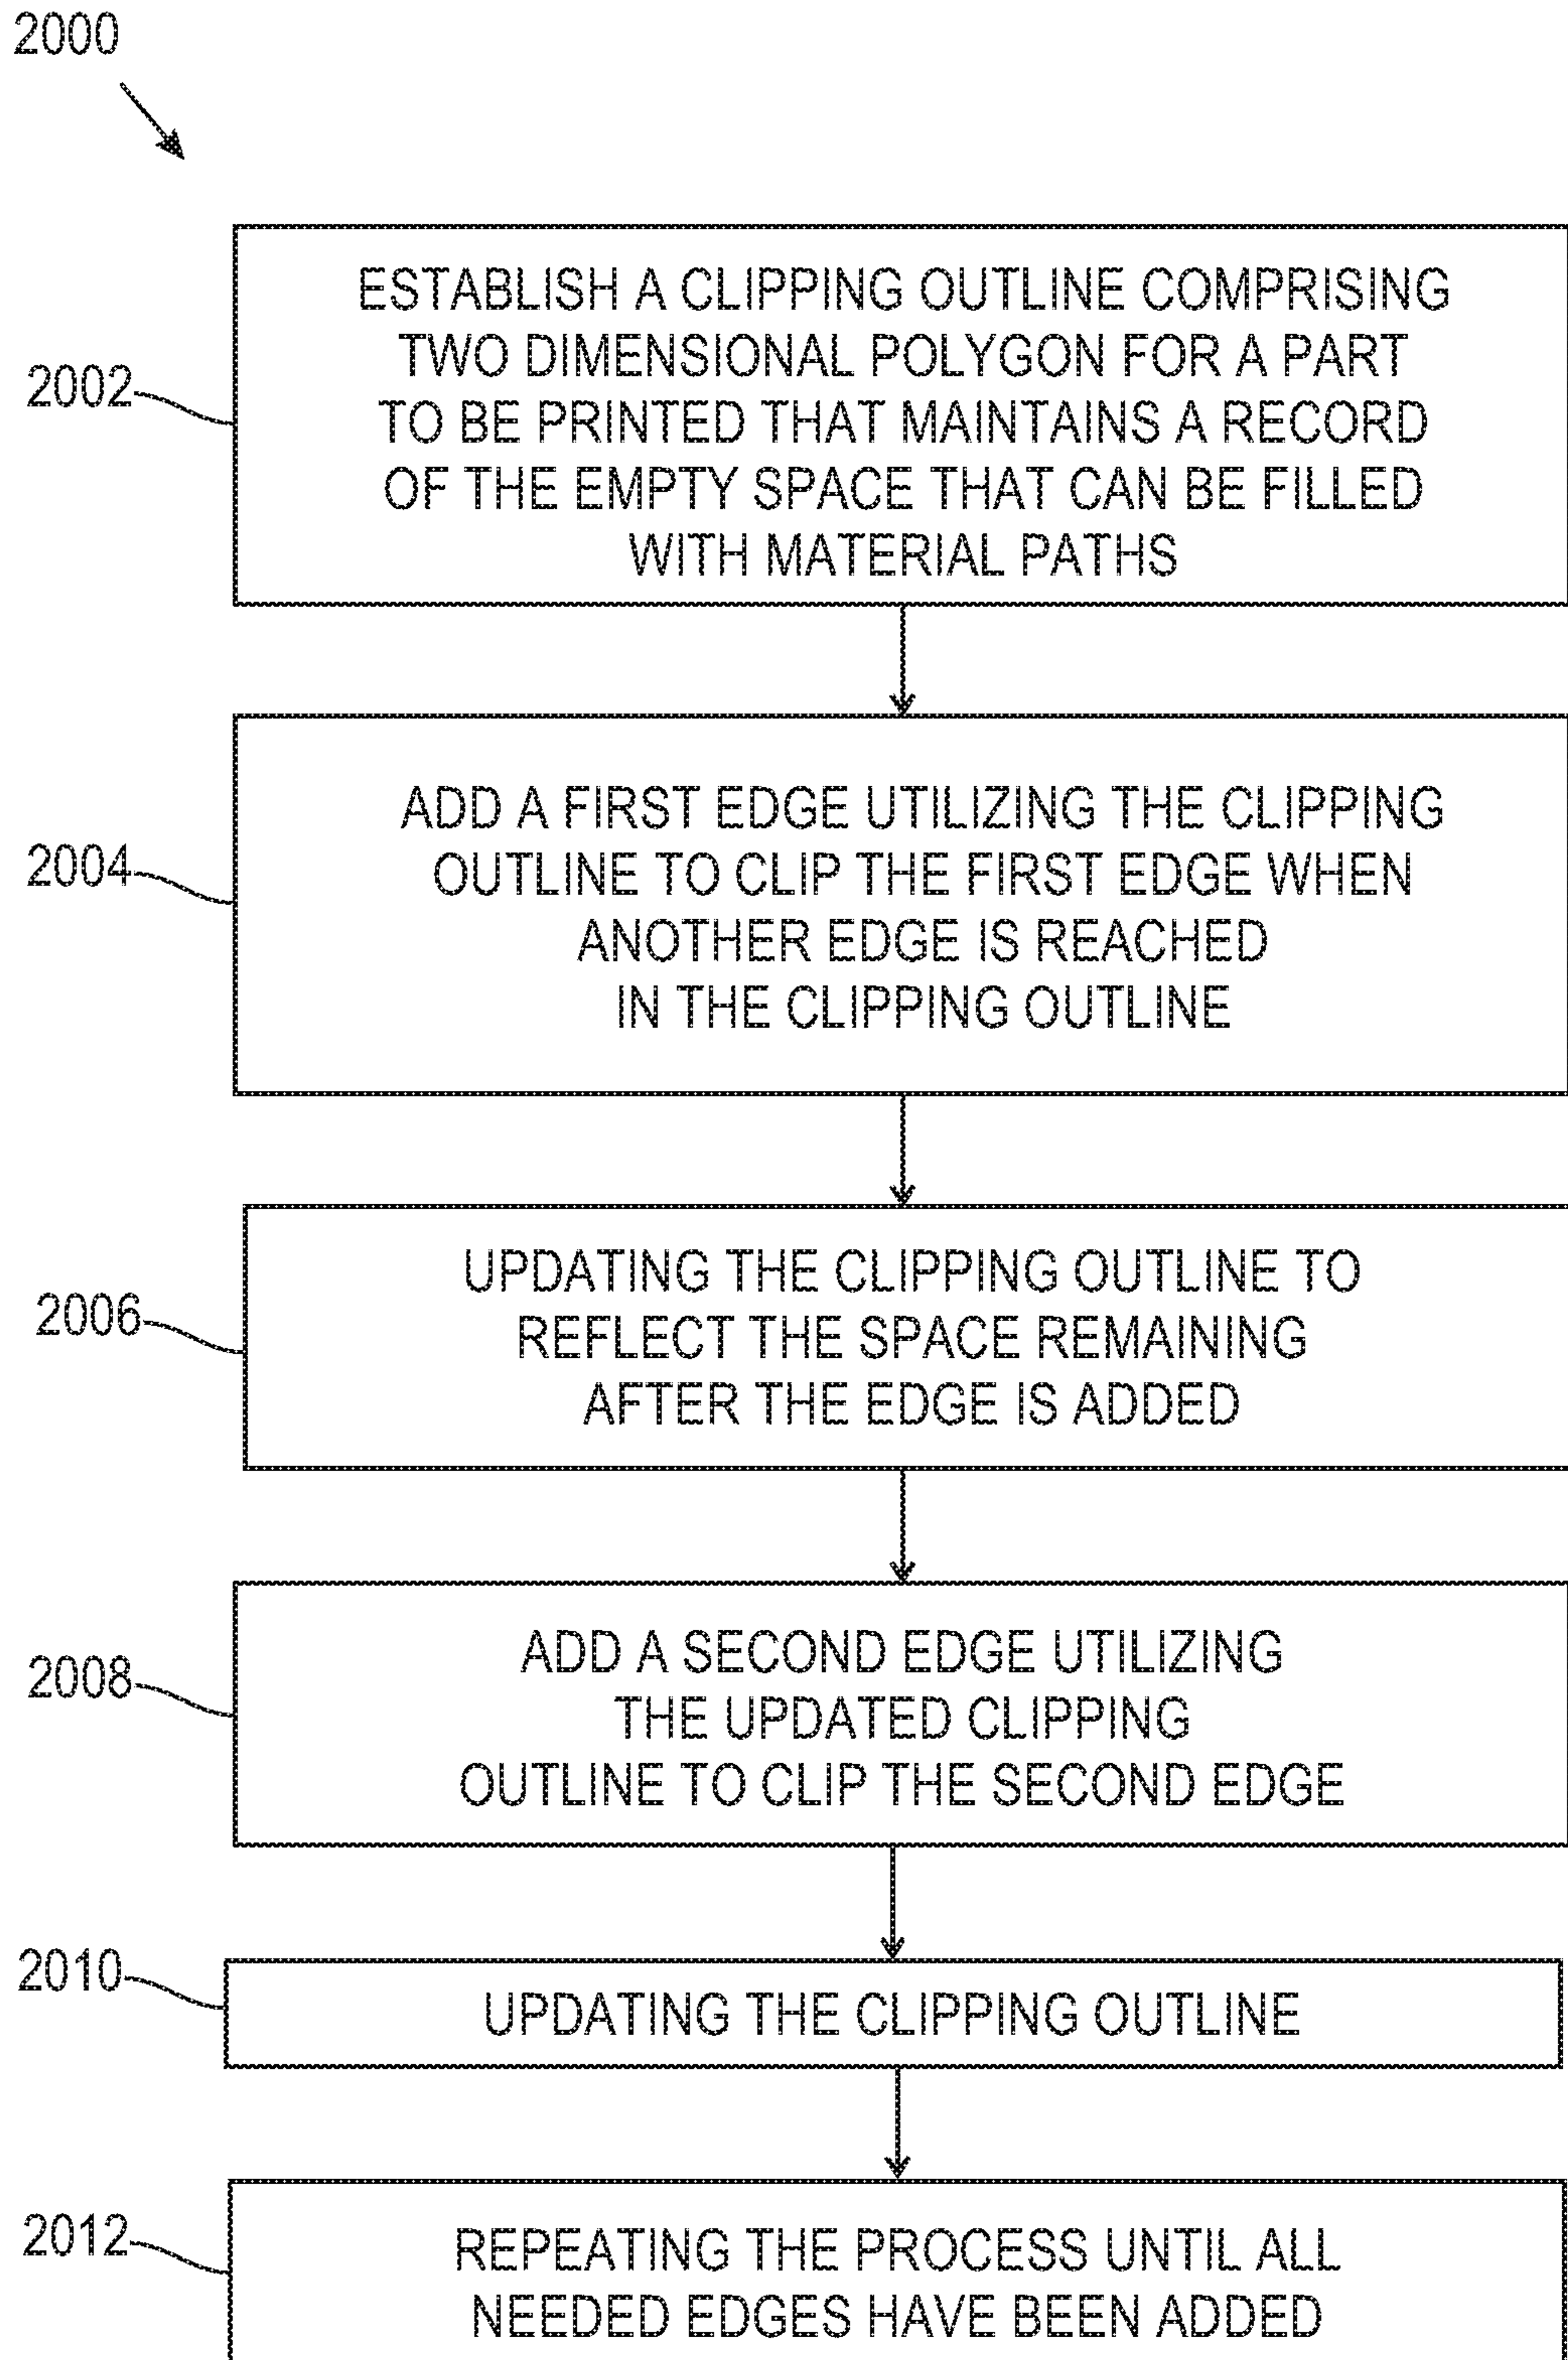 2000
2002
ESTABLISH A CLIPPING OUTLINE COMPRISING
TWO DIMENSIONAL POLYGON FOR A PART
TO BE PRINTED THAT MAINTAINS A RECORD
OF THE EMPTY SPACE THAT CAN BE FILLED
WITH MATERIAL PATHS
2004
ADD A FIRST EDGE UTILIZING THE CLIPPING
OUTLINE TO CLIP THE FIRST EDGE WHEN
ANOTHER EDGE IS REACHED
IN THE CLIPPING OUTLINE
2006
UPDATING THE CLIPPING OUTLINE TO
REFLECT THE SPACE REMAINING
AFTER THE EDGE IS ADDED
2008
ADD A SECOND EDGE UTILIZING
THE UPDATED CLIPPING
OUTLINE TO CLIP THE SECOND EDGE
2010
UPDATING THE CLIPPING OUTLINE
2012
REPEATING THE PROCESS UNTIL ALL
NEEDED EDGES HAVE BEEN ADDED